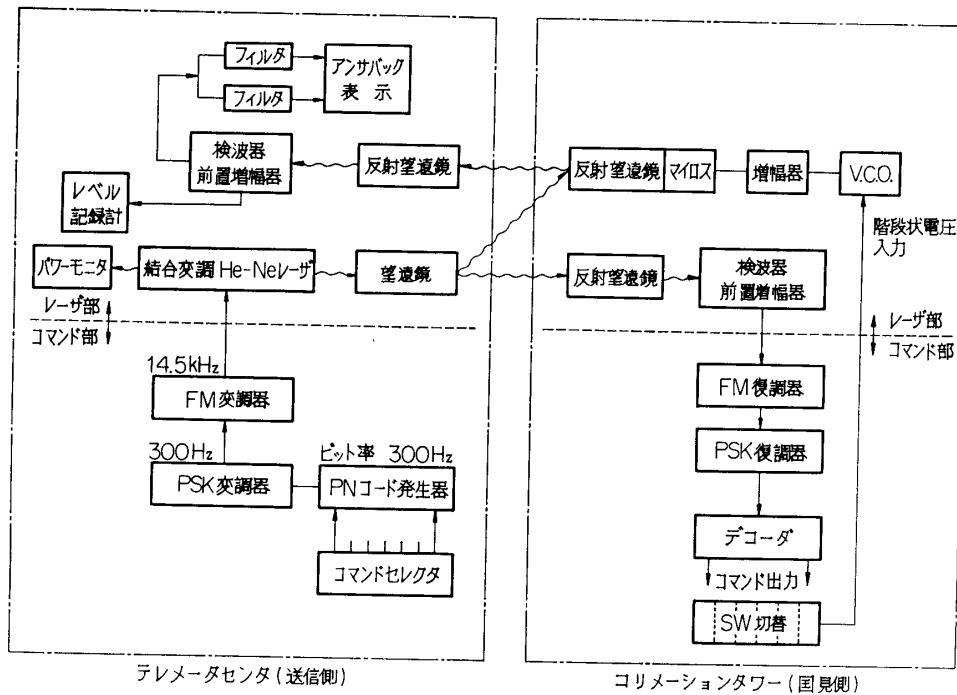 フィルタ
フィルタ
アンサバック
表示
検波器
前置増幅器
反射望遠鏡
レベル
記録計
パワーモニタ
結合変調He-Neレーザ
望遠鏡
レーザ部
コマンド部
14.5kHz
FM変調器
300Hz
PSK変調器
ビット率 300Hz
PNコード発生器
コマンドセレクタ
テレメータセンタ(送信側)
反射望遠鏡
マイロス
増幅器
V.C.O.
階段状電圧
入力
反射望遠鏡
検波器
前置増幅器
レーザ部
コマンド部
FM復調器
PSK復調器
デコーダ
コマンド出力
SW切替
コリメーションタワー(国見側)